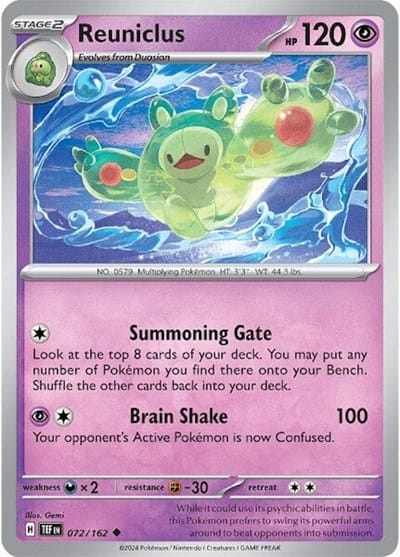 STAGE2
Reuniclus
HP 120
Evolves from Duosion
NO. 0579 Multiplying Pokémon HT: 3'3" WT: 44.3 lbs.
Summoning Gate
Look at the top 8 cards of your deck. You may put any
number of Pokémon you find there onto your Bench.
Shuffle the other cards back into your deck.
Brain Shake 100
Your opponent's Active Pokémon is now Confused.
weakness ×2 resistance -30 retreat
Illus. Gemi
H TEF EN 072/162
While it could use its psychic abilities in battle,
this Pokémon prefers to swing its powerful arms
around to beat opponents into submission.
©2024 Pokémon / Nintendo / Creatures / GAME FREAK